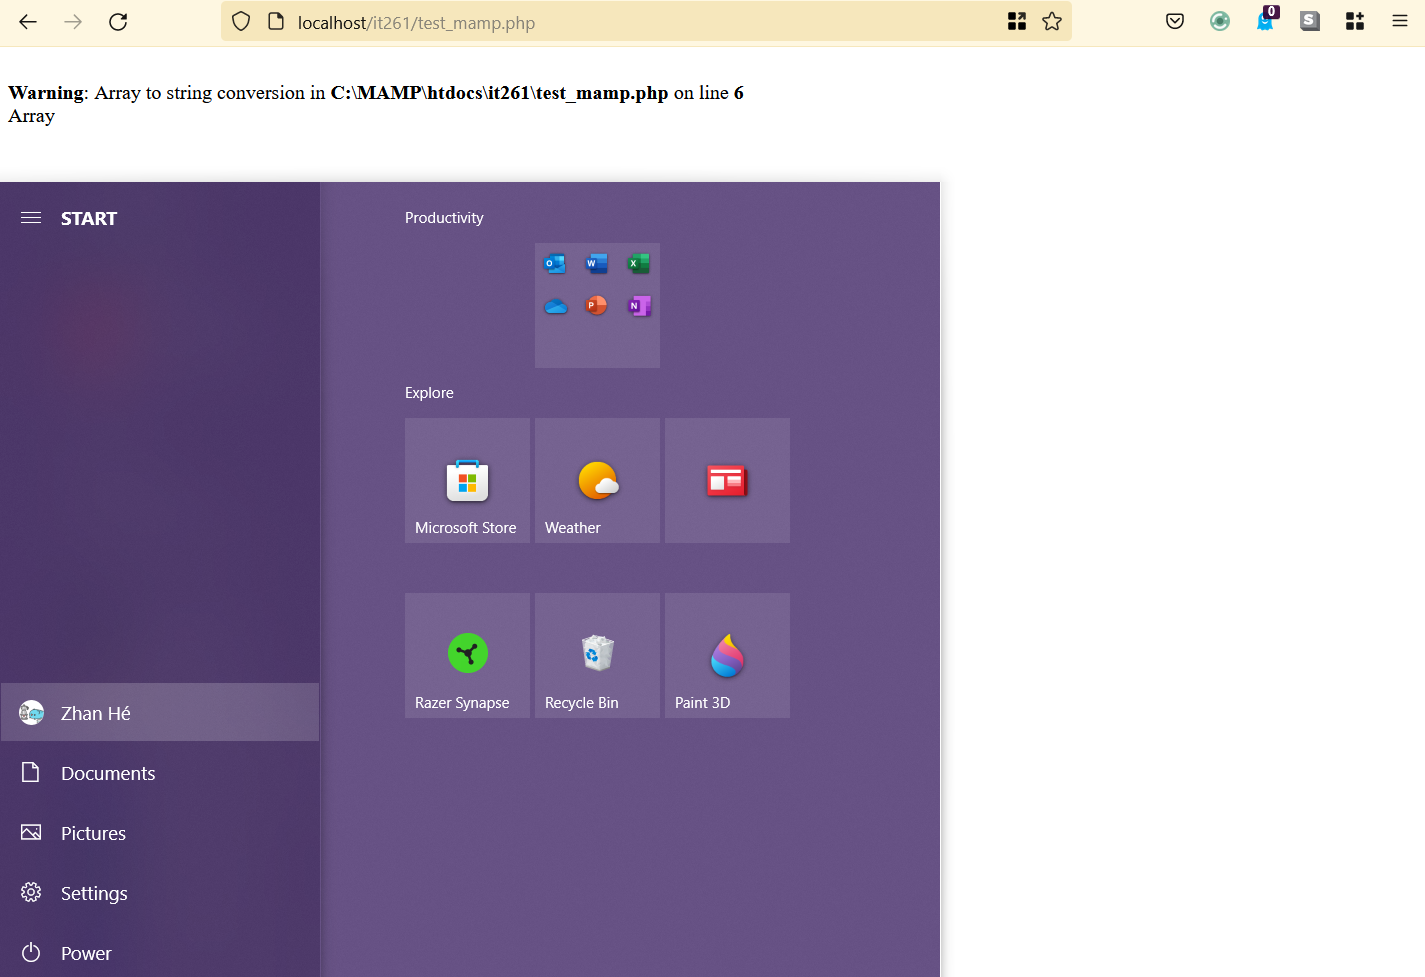 localhost/it261/test_mamp.php
0
S
Warning: Array to string conversion in C:\MAMP\htdocs\it261\test_mamp.php on line 6
Array
START
Productivity
O W X
P N
Explore
Microsoft Store
Weather
Razer Synapse
Recycle Bin
Paint 3D
Zhan Hé
Documents
Pictures
Settings
Power